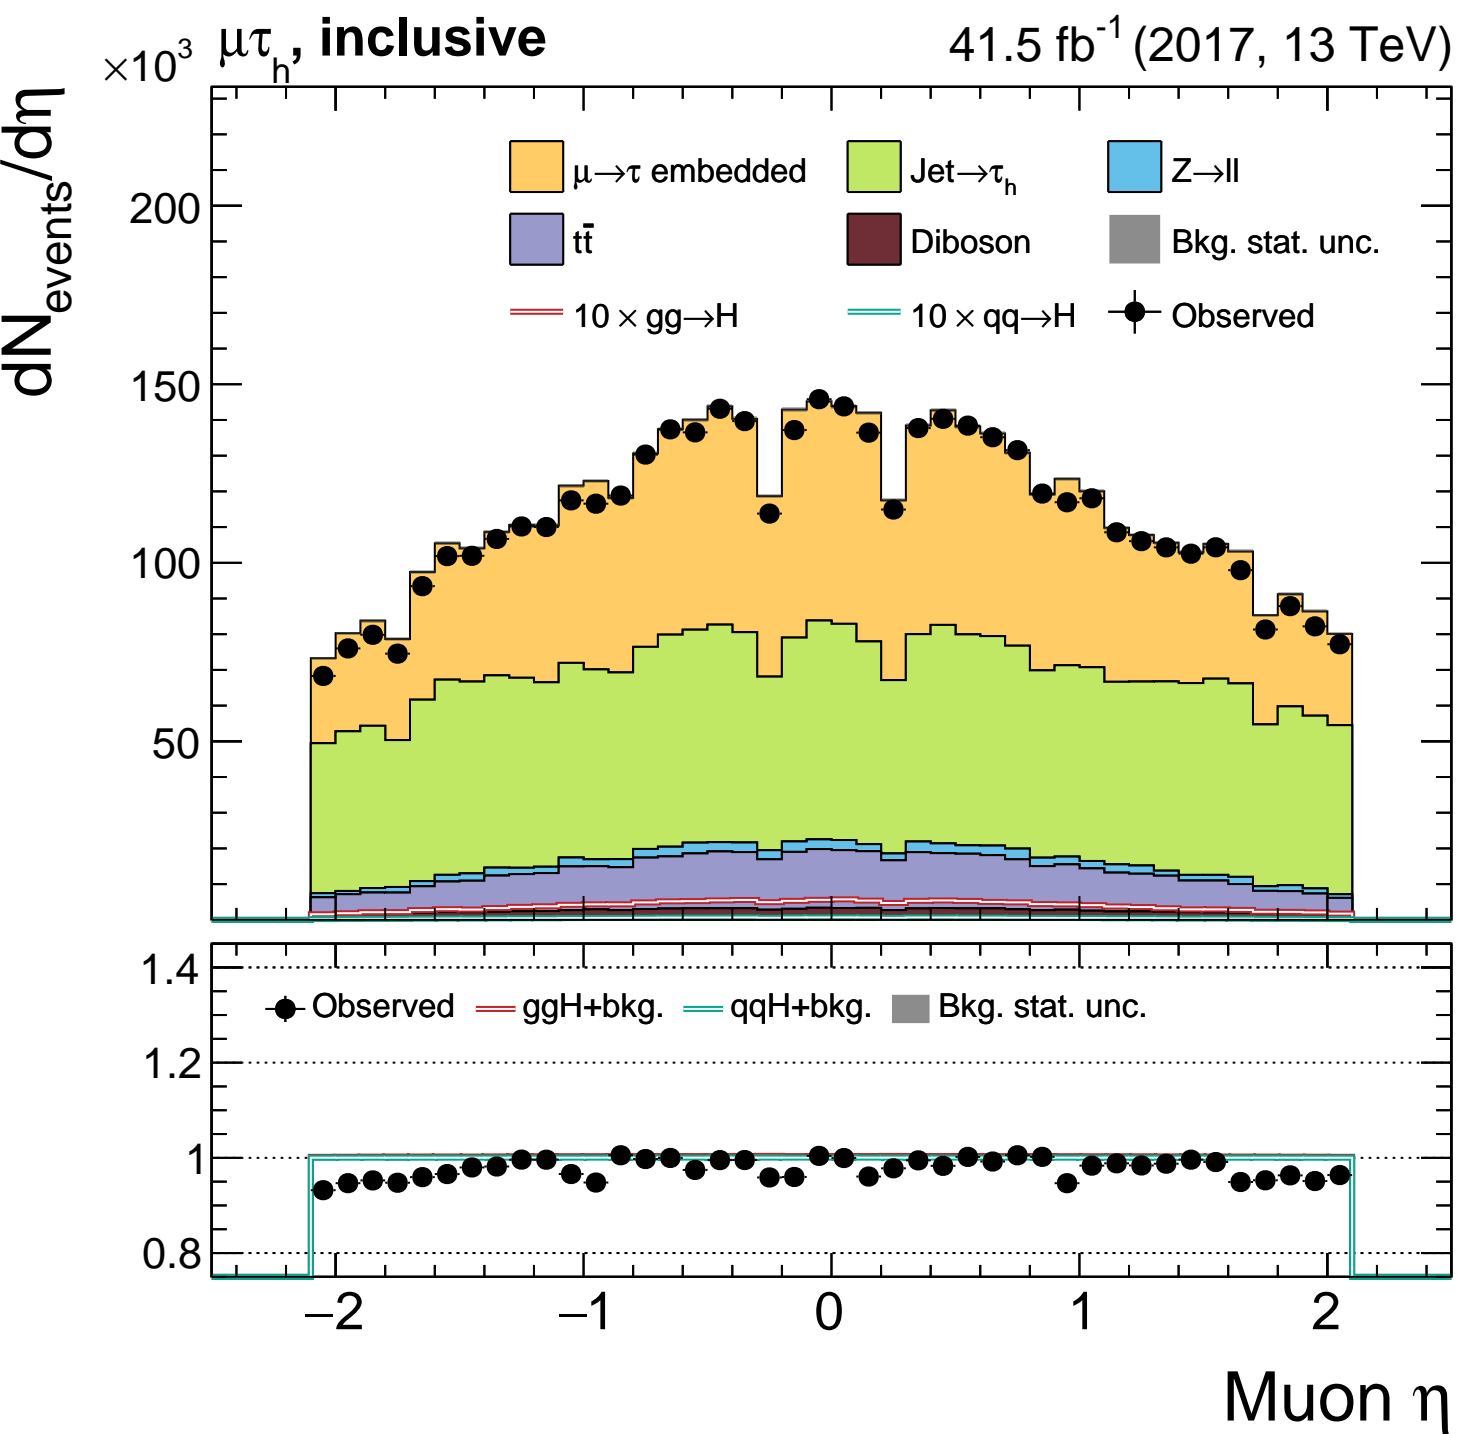 ×10³ μτₕ, inclusive 41.5 fb⁻¹ (2017, 13 TeV)
dN_events/dη
μ→τ embedded Jet→τₕ Z→ll
tt̄ Diboson Bkg. stat. unc.
10 × gg→H 10 × qq→H Observed
200
150
100
50
1.4
Observed ggH+bkg. qqH+bkg. Bkg. stat. unc.
1.2
1
0.8
−2 −1 0 1 2
Muon η